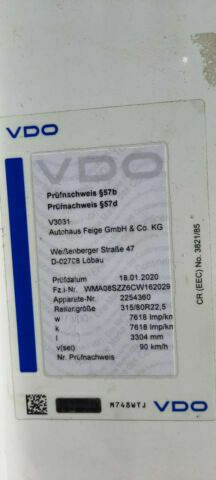 VDO
VDO
Prüfnachweis §57b
Prüfnachweis §57d
V3031
Autohaus Feige GmbH & Co. KG
Weißenberger Straße 47
D-02708 Löbau
Prüfdatum 18.01.2020
Fz.i-Nr. WMA08SZZ6CW162029
Apparate-Nr. 2254360
Reifengröße: 315/80R22,5
w 7618 Imp/km
k 7618 Imp/km
l 3304 mm
v(set) 90 km/h
Nr. Prüfnachweis
CR (EEC) No. 3821/85
M748WTJ
VDO